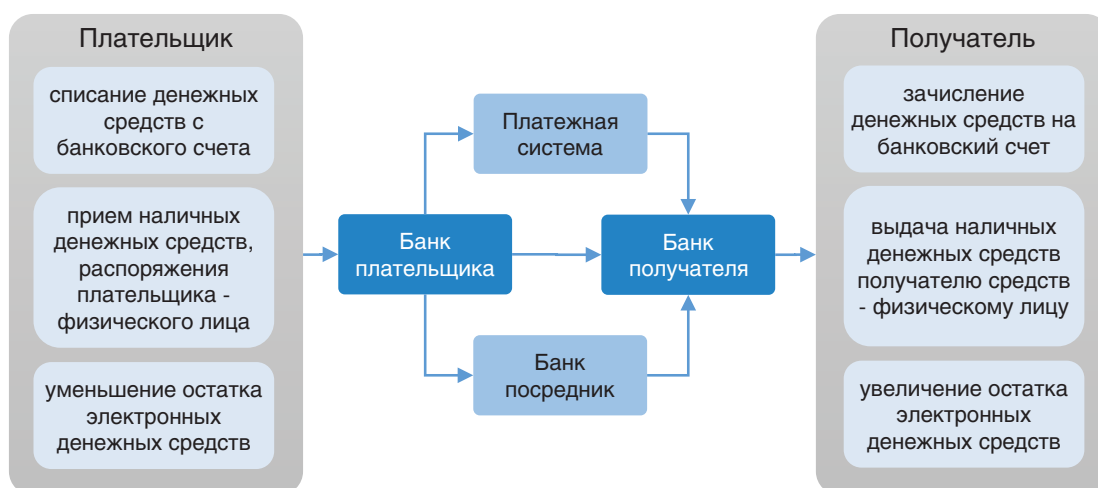 Плательщик
списание денежных
средств с
банковского счета
прием наличных
денежных средств,
распоряжения
плательщика -
физического лица
уменьшение остатка
электронных
денежных средств
Платежная
система
Банк
плательщика
Банк
получателя
Банк
посредник
Получатель
зачисление
денежных средств на
банковский счет
выдача наличных
денежных средств
получателю средств
- физическому лицу
увеличение остатка
электронных
денежных средств